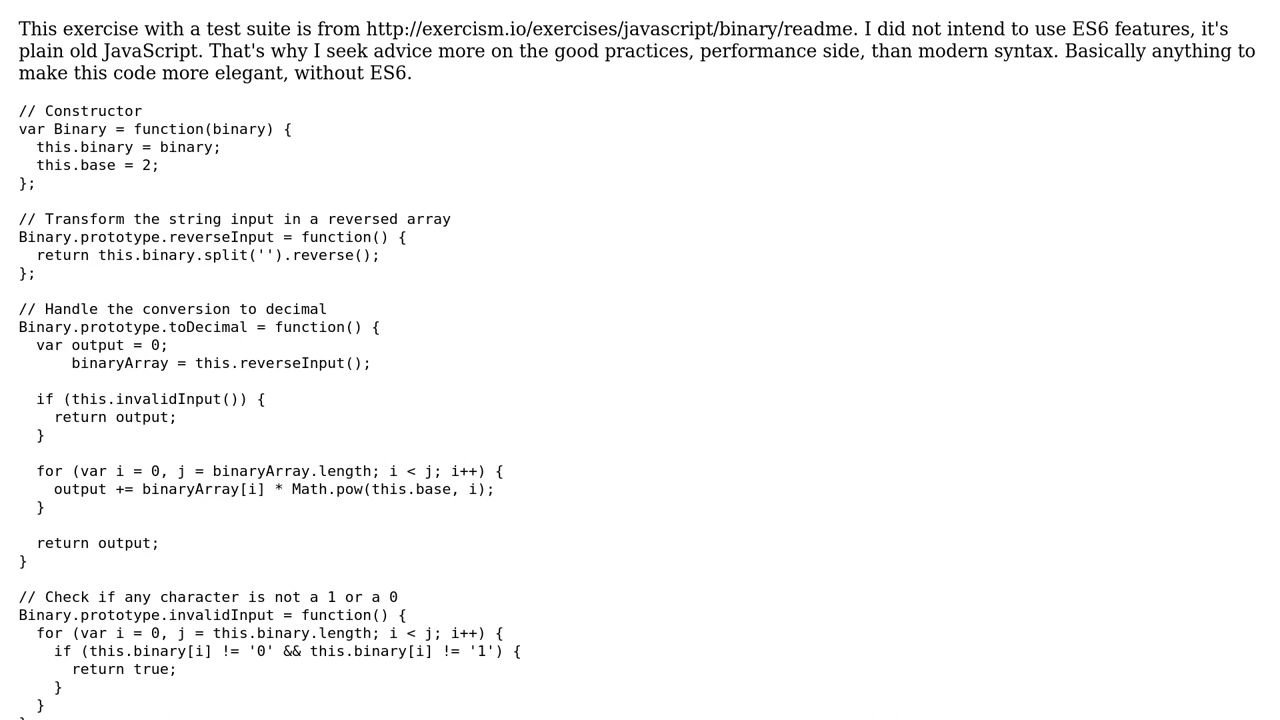 This exercise with a test suite is from http://exercism.io/exercises/javascript/binary/readme. I did not intend to use ES6 features, it's
plain old JavaScript. That's why I seek advice more on the good practices, performance side, than modern syntax. Basically anything to
make this code more elegant, without ES6.

// Constructor
var Binary = function(binary) {
  this.binary = binary;
  this.base = 2;
};

// Transform the string input in a reversed array
Binary.prototype.reverseInput = function() {
  return this.binary.split('').reverse();
};

// Handle the conversion to decimal
Binary.prototype.toDecimal = function() {
  var output = 0;
      binaryArray = this.reverseInput();

  if (this.invalidInput()) {
    return output;
  }

  for (var i = 0, j = binaryArray.length; i < j; i++) {
    output += binaryArray[i] * Math.pow(this.base, i);
  }

  return output;
}

// Check if any character is not a 1 or a 0
Binary.prototype.invalidInput = function() {
  for (var i = 0, j = this.binary.length; i < j; i++) {
    if (this.binary[i] != '0' && this.binary[i] != '1') {
      return true;
    }
  }
}